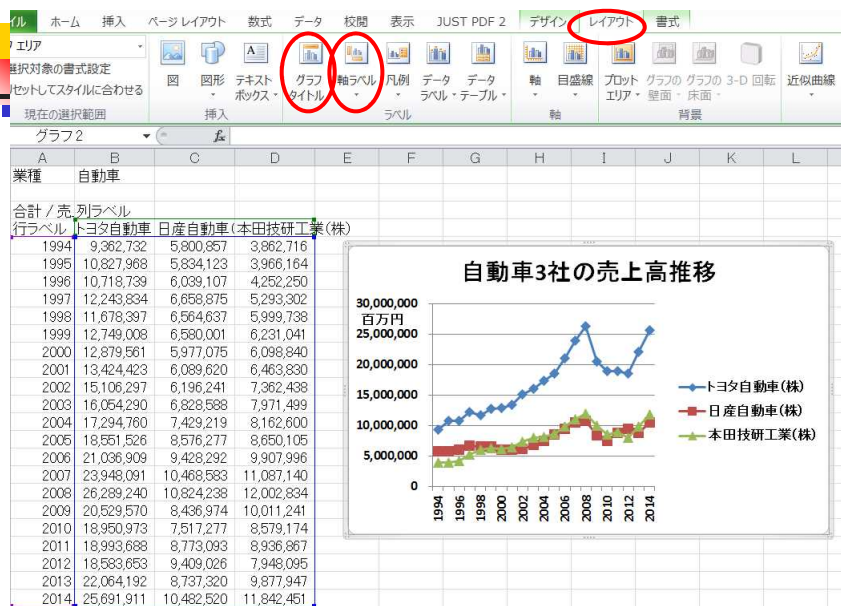 イル ホーム 挿入 ページ レイアウト 数式 データ 校閲 表示 JUST PDF 2 デザイン レイアウト 書式
エリア
選択対象の書式設定
セットしてスタイルに合わせる
現在の選択範囲
図 図形 テキスト ボックス
挿入
グラフ タイトル 軸ラベル 凡例 データ ラベル データ テーブル
ラベル
軸 目盛線
軸
プロット エリア グラフの 壁面 グラフの 床面 3-D 回転
背景
近似曲線
グラフ 2 fx
A B C D E F G H I J K L
業種 自動車
合計 / 売 列ラベル
行ラベル トヨタ自動車 日産自動車( 本田技研工業(株)
1994 9,362,732 5,800,857 3,862,716
1995 10,827,968 5,834,123 3,966,164
1996 10,718,739 6,039,107 4,252,250
1997 12,243,834 6,658,875 5,293,302
1998 11,678,397 6,564,637 5,999,738
1999 12,749,008 6,580,001 6,231,041
2000 12,879,561 5,977,075 6,098,840
2001 13,424,423 6,089,620 6,463,830
2002 15,106,297 6,196,241 7,362,438
2003 16,054,290 6,828,588 7,971,499
2004 17,294,760 7,429,219 8,162,600
2005 18,551,526 8,576,277 8,650,105
2006 21,036,909 9,428,292 9,907,996
2007 23,948,091 10,468,583 11,087,140
2008 26,289,240 10,824,238 12,002,834
2009 20,529,570 8,436,974 10,011,241
2010 18,950,973 7,517,277 8,579,174
2011 18,993,688 8,773,093 8,936,867
2012 18,583,653 9,409,026 7,948,095
2013 22,064,192 8,737,320 9,877,947
2014 25,691,911 10,482,520 11,842,451
自動車3社の売上高推移
30,000,000
百万円
25,000,000
20,000,000
15,000,000
10,000,000
5,000,000
0
1994 1996 1998 2000 2002 2004 2006 2008 2010 2012 2014
トヨタ自動車(株)
日産自動車(株)
本田技研工業(株)